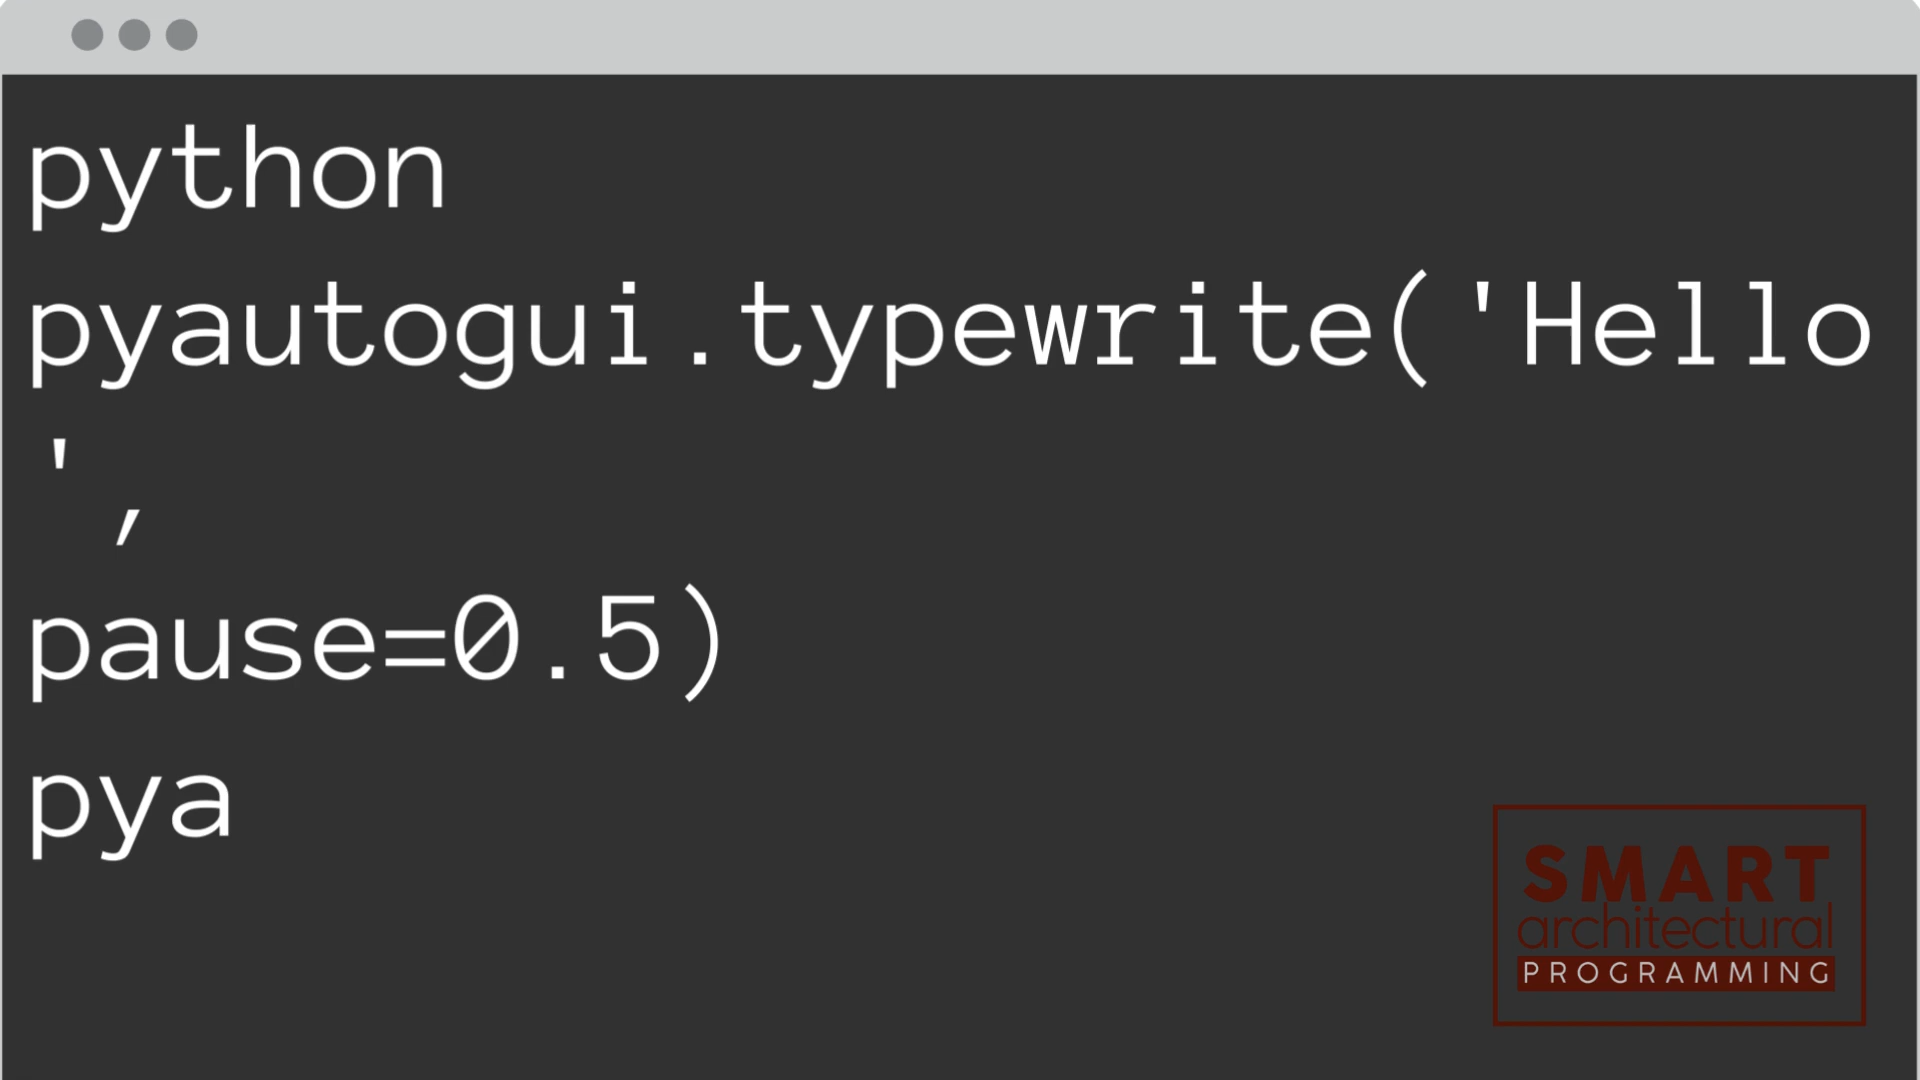 python
pyautogui.typewrite('Hello
',
pause=0.5)
pya
SMART
architectural
PROGRAMMING